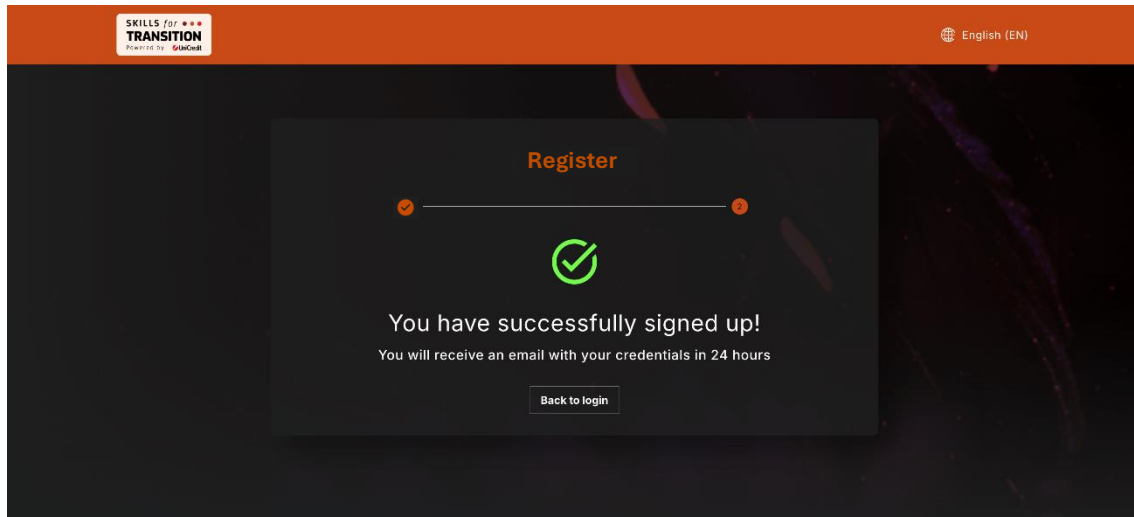 SKILLS for
TRANSITION
Powered by UniCredit
English (EN)
Register
2
You have successfully signed up!
You will receive an email with your credentials in 24 hours
Back to login